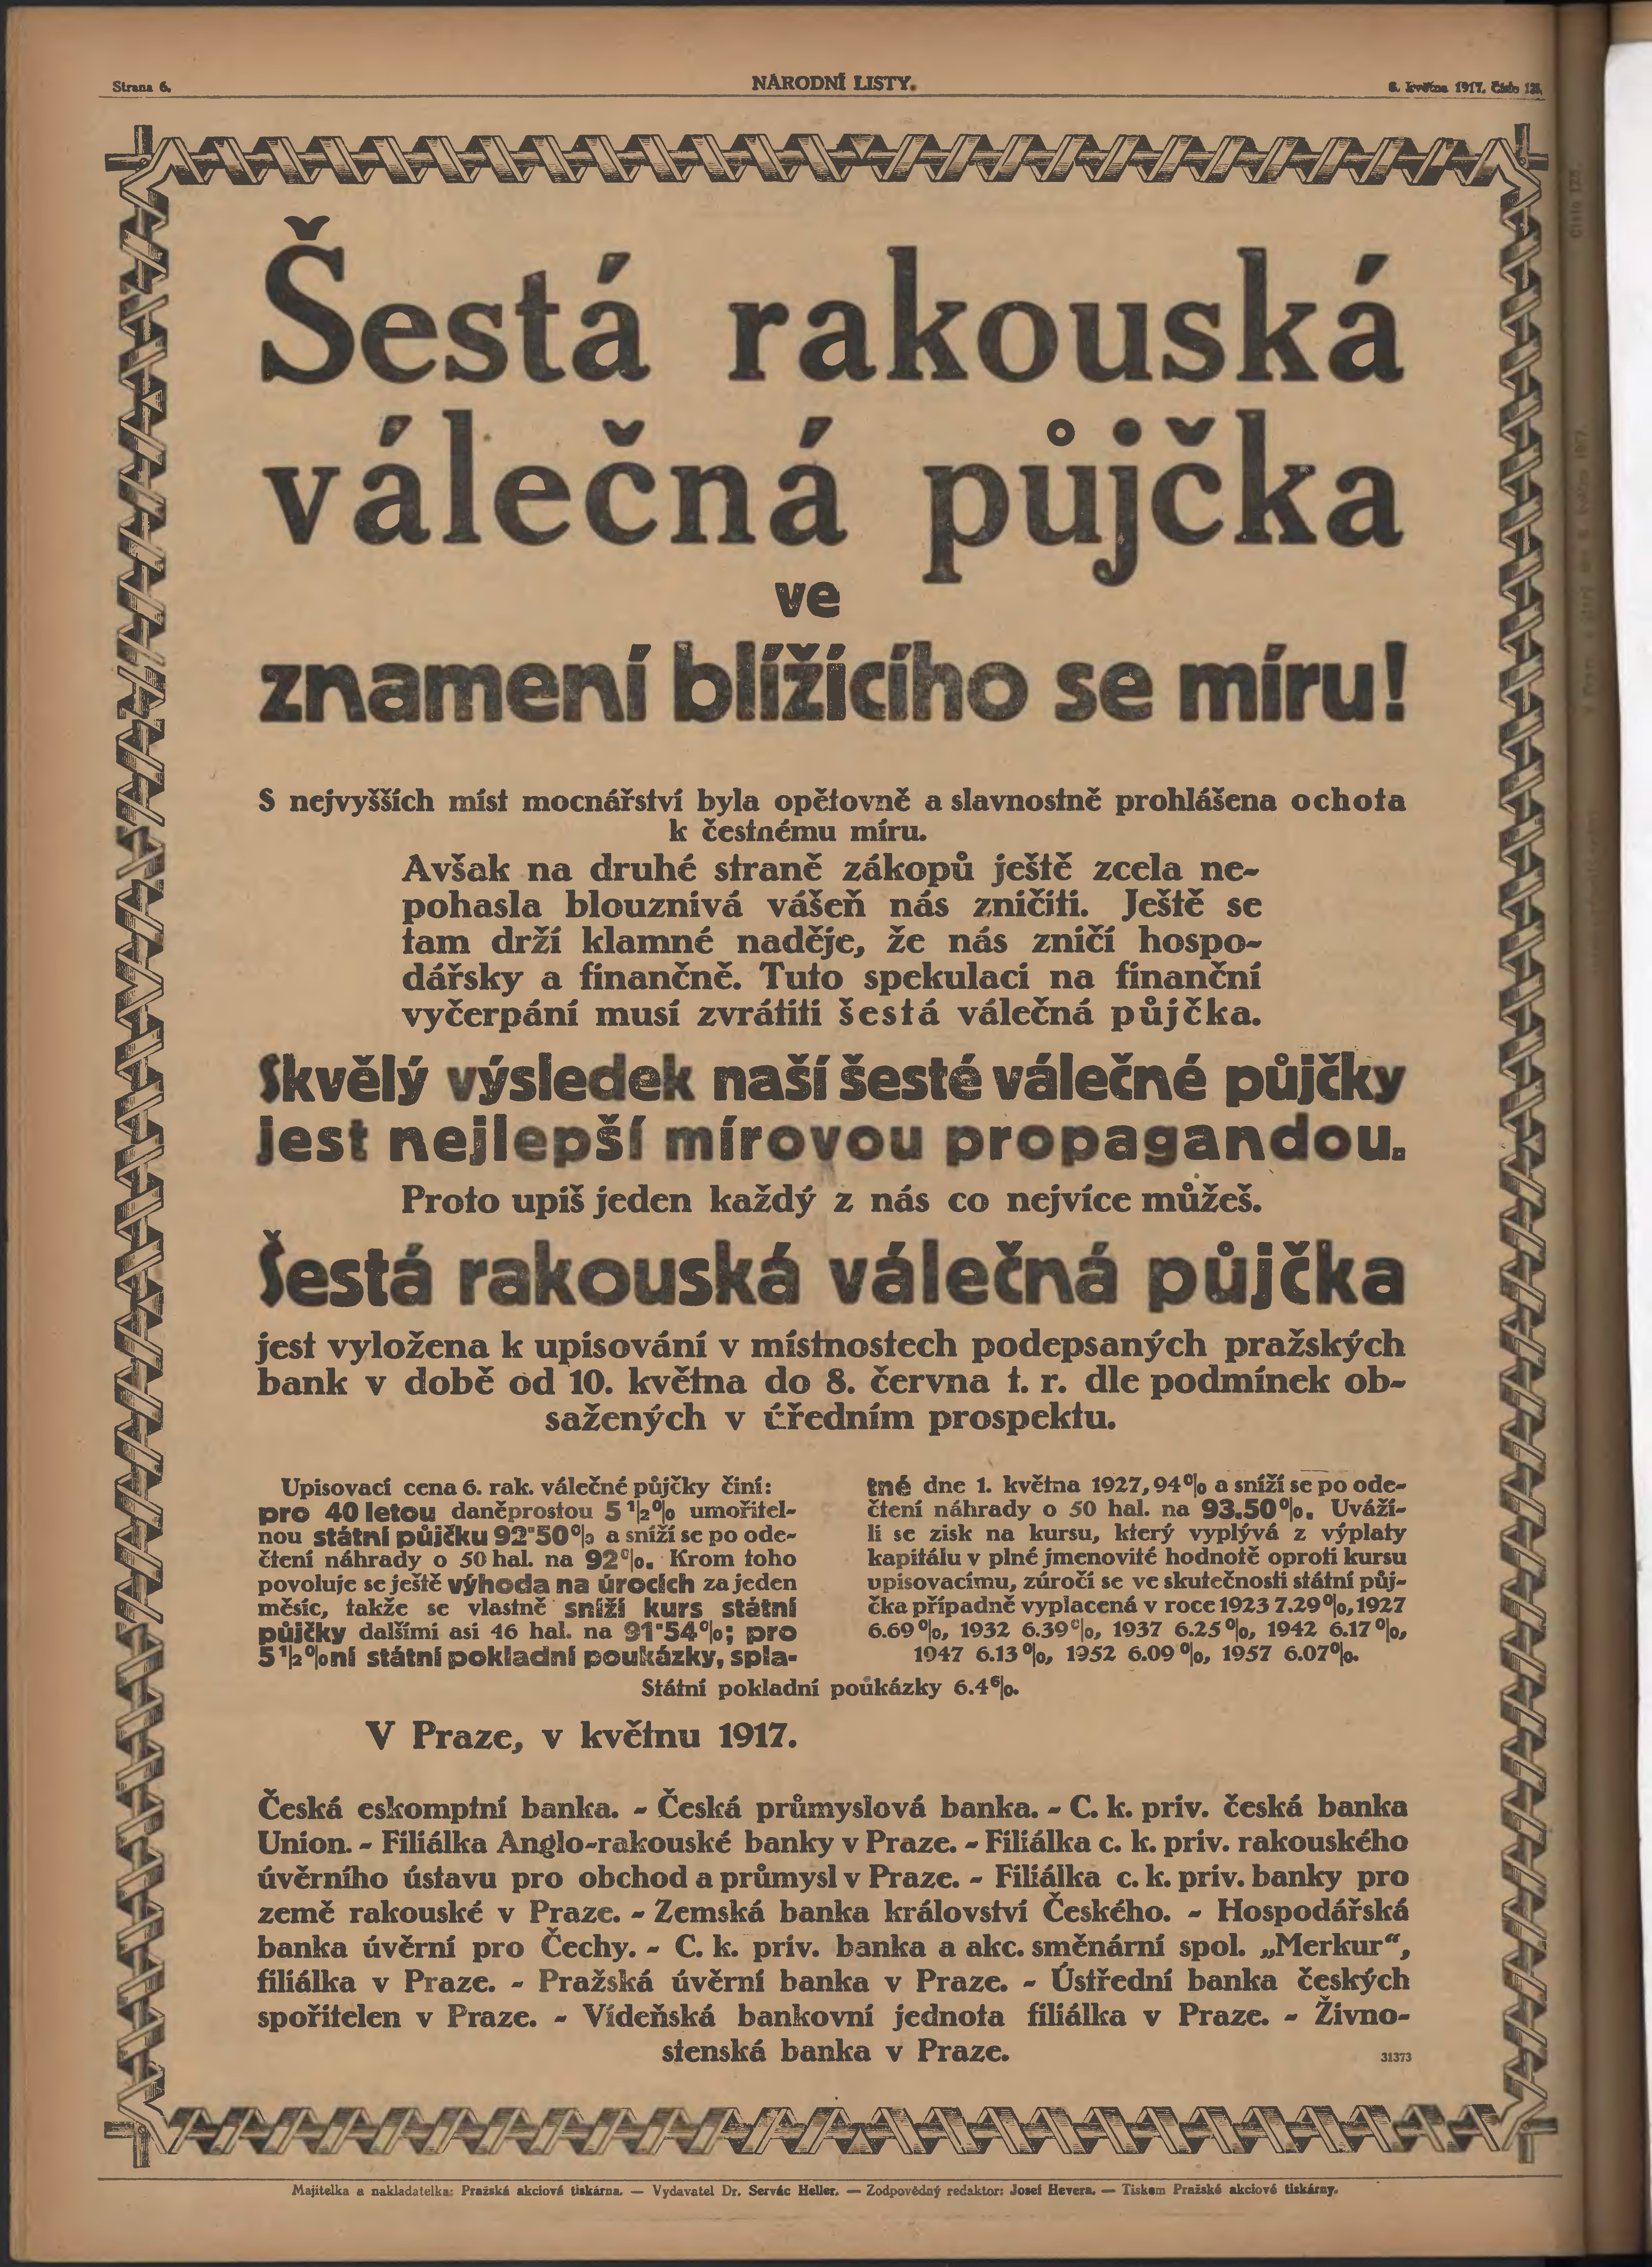 Strana 6.
NÁRODNÍ LISTY.
8. května 1917. Číslo 125.
Šestá rakouská
válečná půjčka
ve
znamení blížícího se míru!
S nejvyšších míst mocnářství byla opětovně a slavnostně prohlášena ochota
k čestnému míru.
Avšak na druhé straně zákopů ještě zcela ne-
pohasla blouznivá vášeň nás zničiti. Ještě se
tam drží klamné naděje, že nás zničí hospo-
dářsky a finančně. Tuto spekulaci na finanční
vyčerpání musí zvrátiti šestá válečná půjčka.
Skvělý výsledek naší šesté válečné půjčky
jest nejlepší mírovou propagandou.
Proto upiš jeden každý z nás co nejvíce můžeš.
Šestá rakouská válečná půjčka
jest vyložena k upisování v místnostech podepsaných pražských
bank v době od 10. května do 8. června t. r. dle podmínek ob-
sažených v úředním prospektu.
Upisovací cena 6. rak. válečné půjčky činí:
pro 40 letou daněprostou 5 1/2% umořitel-
nou státní půjčku 92·50% a sníží se po ode-
čtení náhrady o 50 hal. na 92%. Krom toho
povoluje se ještě výhoda na úrocích za jeden
měsíc, takže se vlastně sníží kurs státní
půjčky dalšími asi 46 hal. na 91·54%; pro
5 1/2%ní státní pokladní poukázky, spla-
tné dne 1. května 1927, 94% a sníží se po ode-
čtení náhrady o 50 hal. na 93.50%. Uváží-
li se zisk na kursu, který vyplývá z výplaty
kapitálu v plné jmenovité hodnotě oproti kursu
upisovacímu, zúročí se ve skutečnosti státní půj-
čka případně vyplacená v roce 1923 7.29%, 1927
6.69%, 1932 6.39%, 1937 6.25%, 1942 6.17%,
1947 6.13%, 1952 6.09%, 1957 6.07%.
Státní pokladní poukázky 6.4%.
V Praze, v květnu 1917.
Česká eskomptní banka. - Česká průmyslová banka. - C. k. priv. česká banka
Union. - Filiálka Anglo-rakouské banky v Praze. - Filiálka c. k. priv. rakouského
úvěrního ústavu pro obchod a průmysl v Praze. - Filiálka c. k. priv. banky pro
země rakouské v Praze. - Zemská banka království Českého. - Hospodářská
banka úvěrní pro Čechy. - C. k. priv. banka a akc. směnární spol. „Merkur“,
filiálka v Praze. - Pražská úvěrní banka v Praze. - Ústřední banka českých
spořitelen v Praze. - Vídeňská bankovní jednota filiálka v Praze. - Živno-
stenská banka v Praze.
31373
Majitelka a nakladatelka: Pražská akciová tiskárna. — Vydavatel Dr. Servác Heller. — Zodpovědný redaktor: Josef Hevera. — Tiskem Pražské akciové tiskárny.